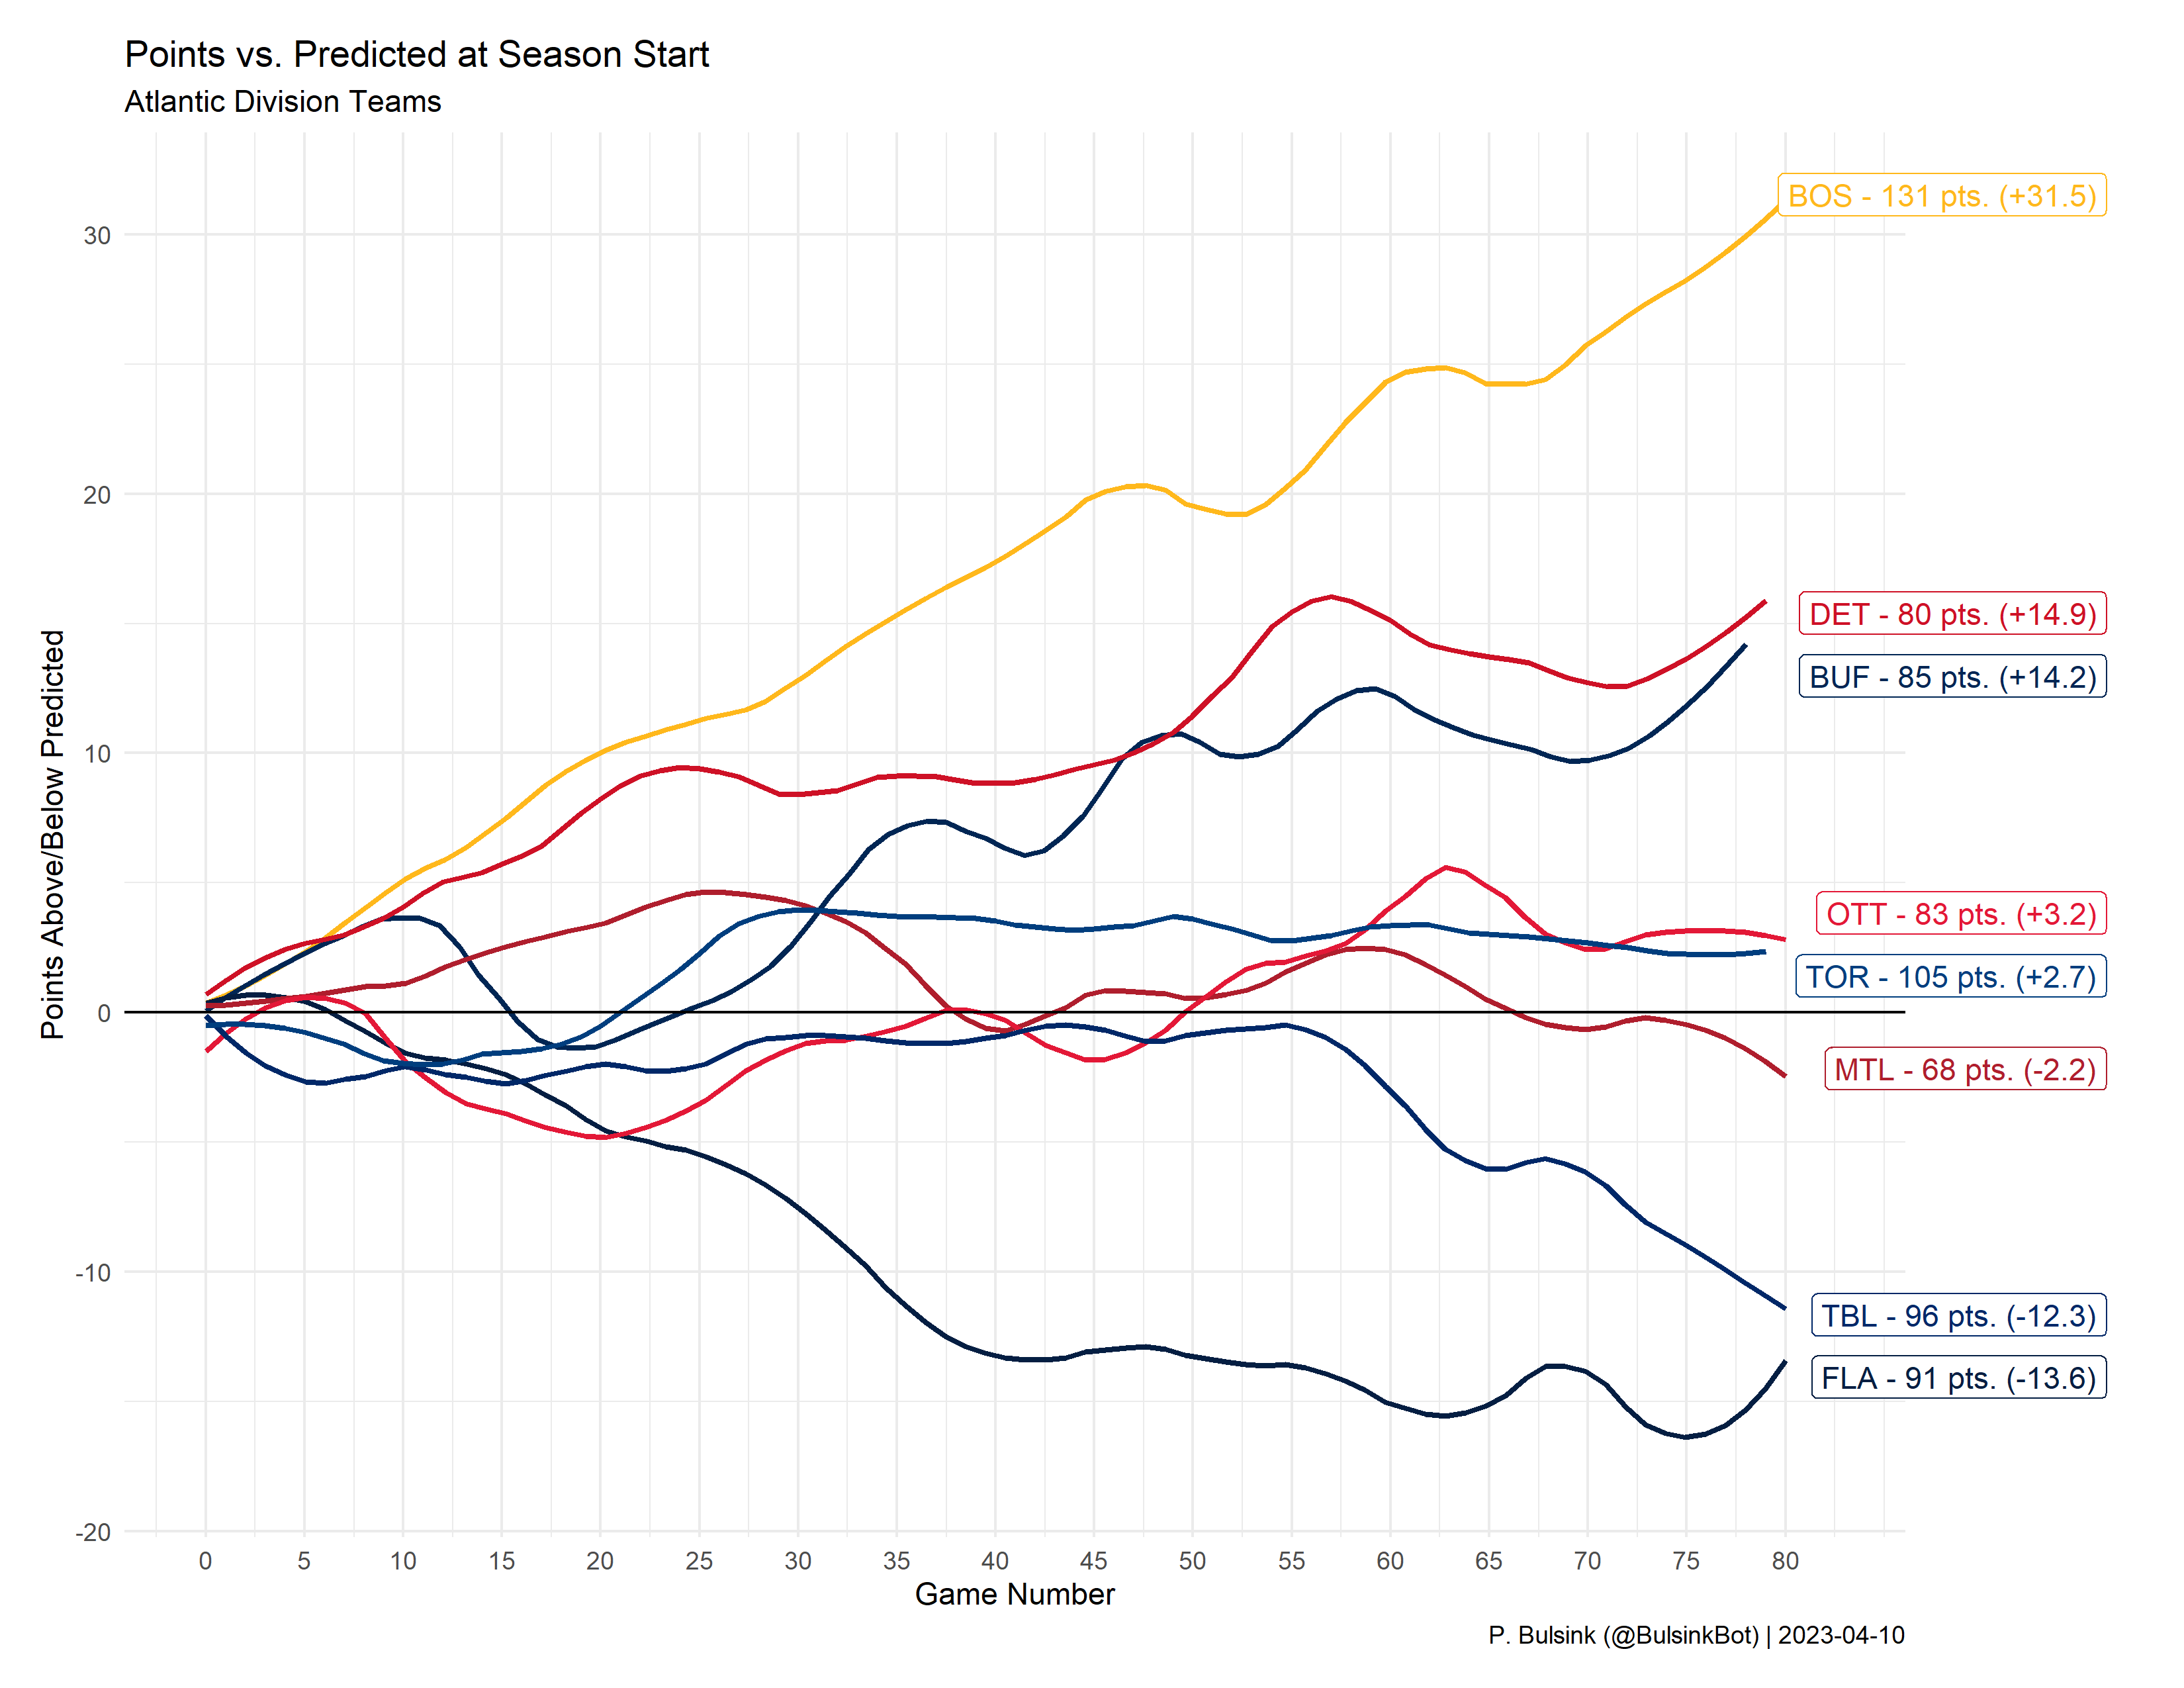 Points vs. Predicted at Season Start
Atlantic Division Teams
Points Above/Below Predicted
30
20
10
0
-10
-20
BOS - 131 pts. (+31.5)
DET - 80 pts. (+14.9)
BUF - 85 pts. (+14.2)
OTT - 83 pts. (+3.2)
TOR - 105 pts. (+2.7)
MTL - 68 pts. (-2.2)
TBL - 96 pts. (-12.3)
FLA - 91 pts. (-13.6)
0 5 10 15 20 25 30 35 40 45 50 55 60 65 70 75 80
Game Number
P. Bulsink (@BulsinkBot) | 2023-04-10